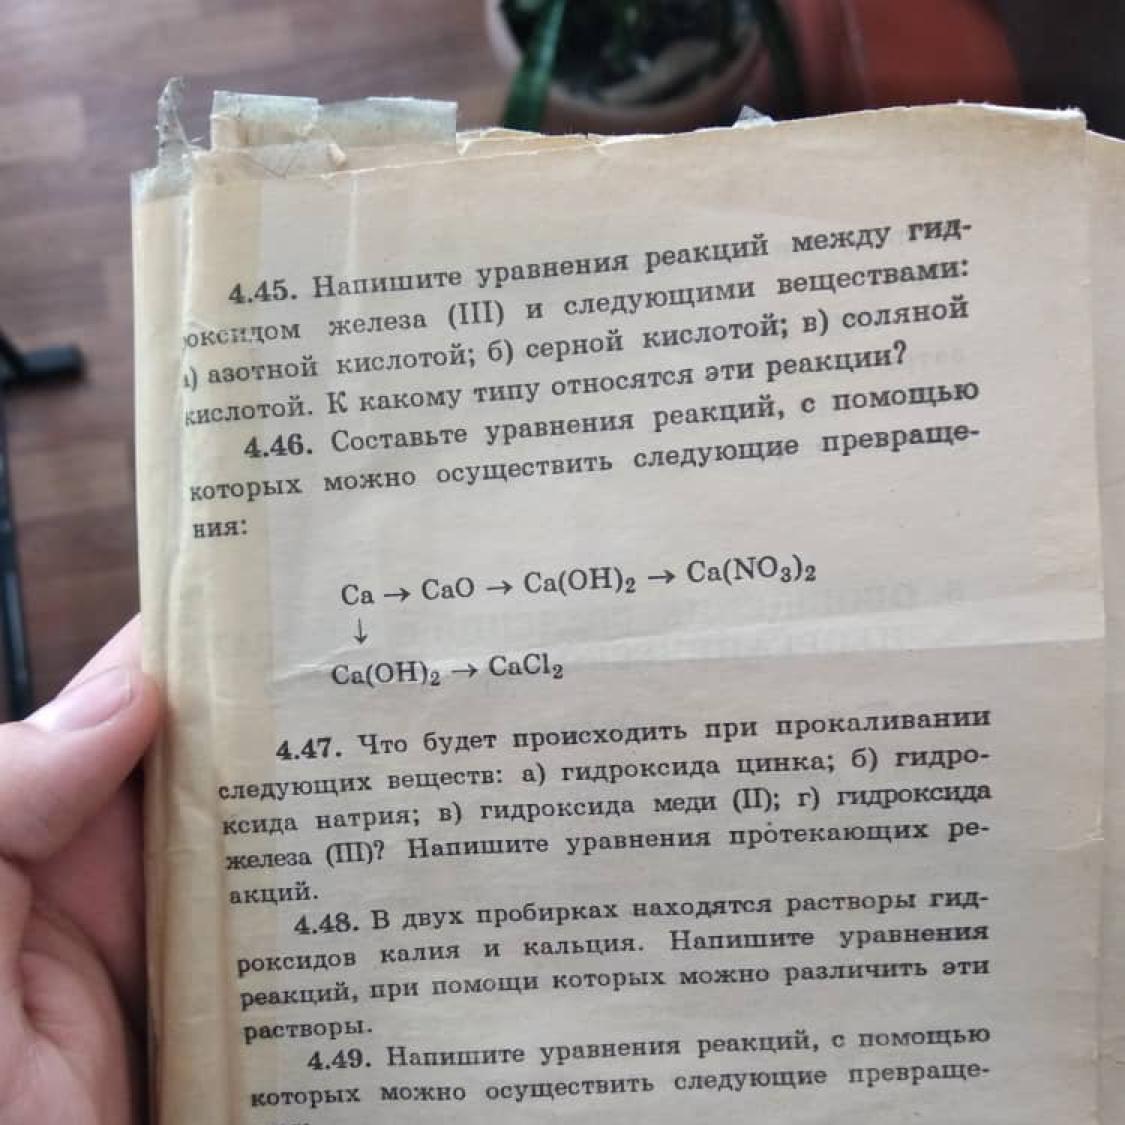 4.45. Напишите уравнения реакций между гид-
оксидом железа (III) и следующими веществами:
) азотной кислотой; б) серной кислотой; в) соляной
кислотой. К какому типу относятся эти реакции?
4.46. Составьте уравнения реакций, с помощью
которых можно осуществить следующие превраще-
ния:
Ca → CaO → Ca(OH)₂ → Ca(NO₃)₂
↓
Ca(OH)₂ → CaCl₂
4.47. Что будет происходить при прокаливании
следующих веществ: а) гидроксида цинка; б) гидро-
ксида натрия; в) гидроксида меди (II); г) гидроксида
железа (III)? Напишите уравнения протекающих ре-
акций.
4.48. В двух пробирках находятся растворы гид-
роксидов калия и кальция. Напишите уравнения
реакций, при помощи которых можно различить эти
растворы.
4.49. Напишите уравнения реакций, с помощью
которых можно осуществить следующие превраще-